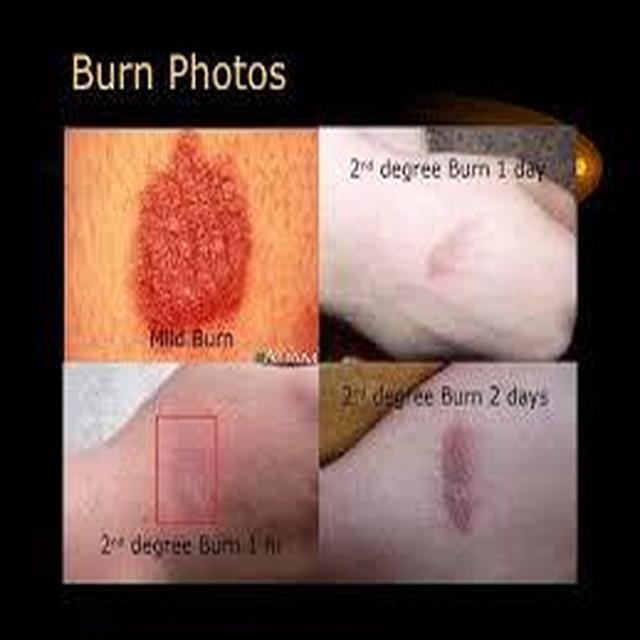 Burn Photos
Mild Burn
2nd degree Burn 1 day
2nd degree Burn 1 hr
2nd degree Burn 2 days